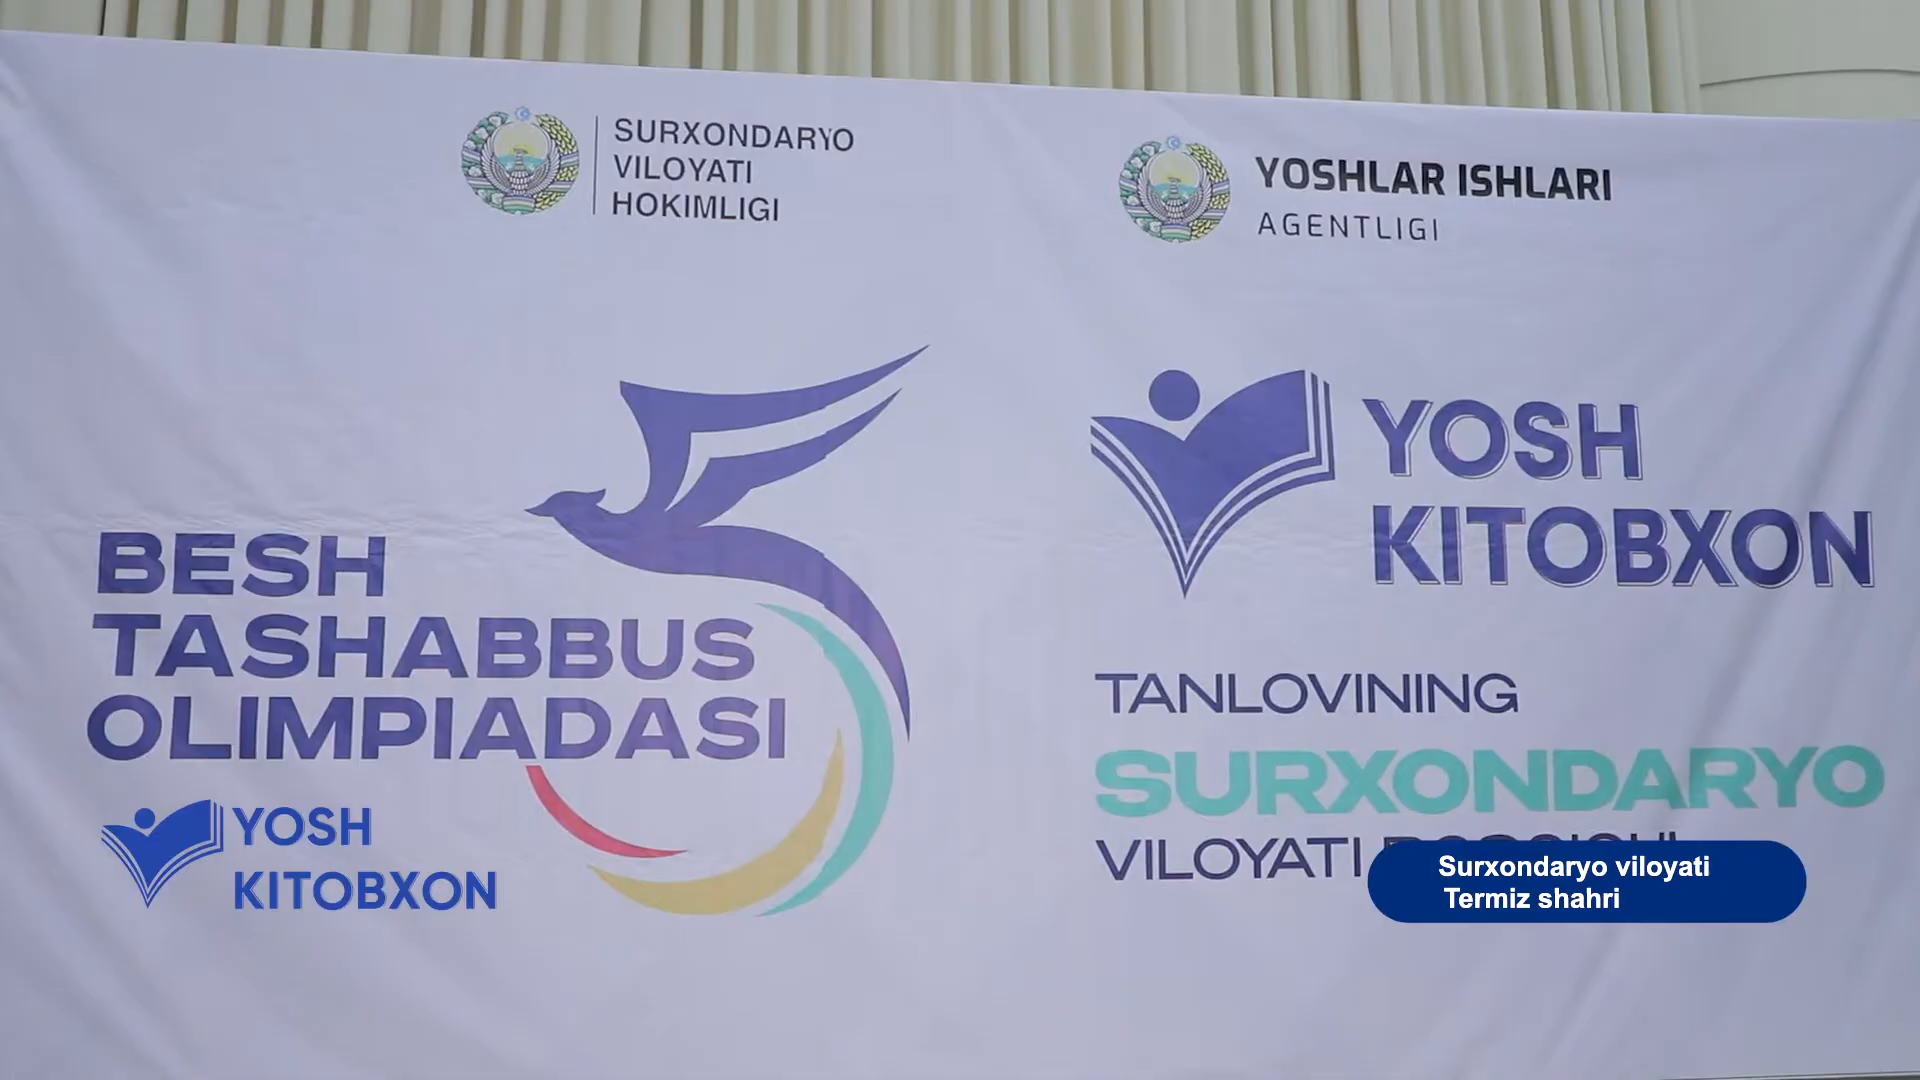 SURXONDARYO
VILOYATI
HOKIMLIGI
YOSHLAR ISHLARI
AGENTLIGI
BESH
TASHABBUS
OLIMPIADASI
YOSH
KITOBXON
TANLOVINING
SURXONDARYO
VILOYATI
YOSH
KITOBXON
Surxondaryo viloyati
Termiz shahri